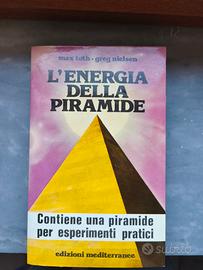 max toth · greg nielsen
L'ENERGIA
DELLA
PIRAMIDE
Contiene una piramide
per esperimenti pratici
edizioni mediterranee
subito